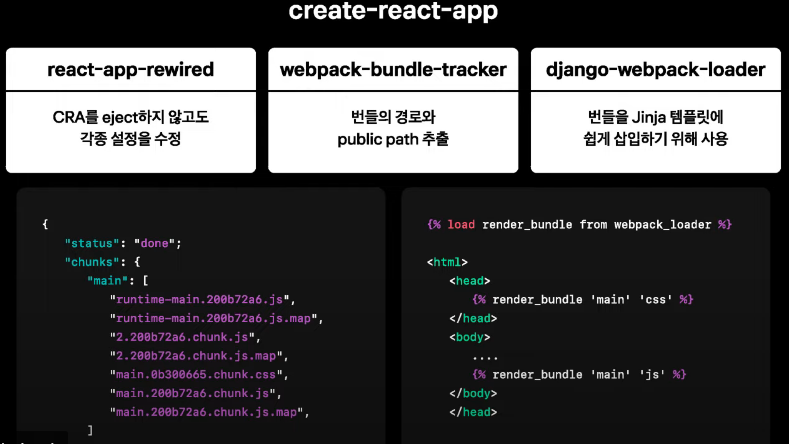 create-react-app
react-app-rewired
CRA를 eject하지 않고도
각종 설정을 수정
webpack-bundle-tracker
번들의 경로와
public path 추출
django-webpack-loader
번들을 Jinja 템플릿에
쉽게 삽입하기 위해 사용
{
"status": "done";
"chunks": {
"main": [
"runtime-main.200b72a6.js",
"runtime-main.200b72a6.js.map",
"2.200b72a6.chunk.js",
"2.200b72a6.chunk.js.map",
"main.0b300665.chunk.css",
"main.200b72a6.chunk.js",
"main.200b72a6.chunk.js.map",
]
{% load render_bundle from webpack_loader %}
<html>
<head>
{% render_bundle 'main' 'css' %}
</head>
<body>
....
{% render_bundle 'main' 'js' %}
</body>
</head>